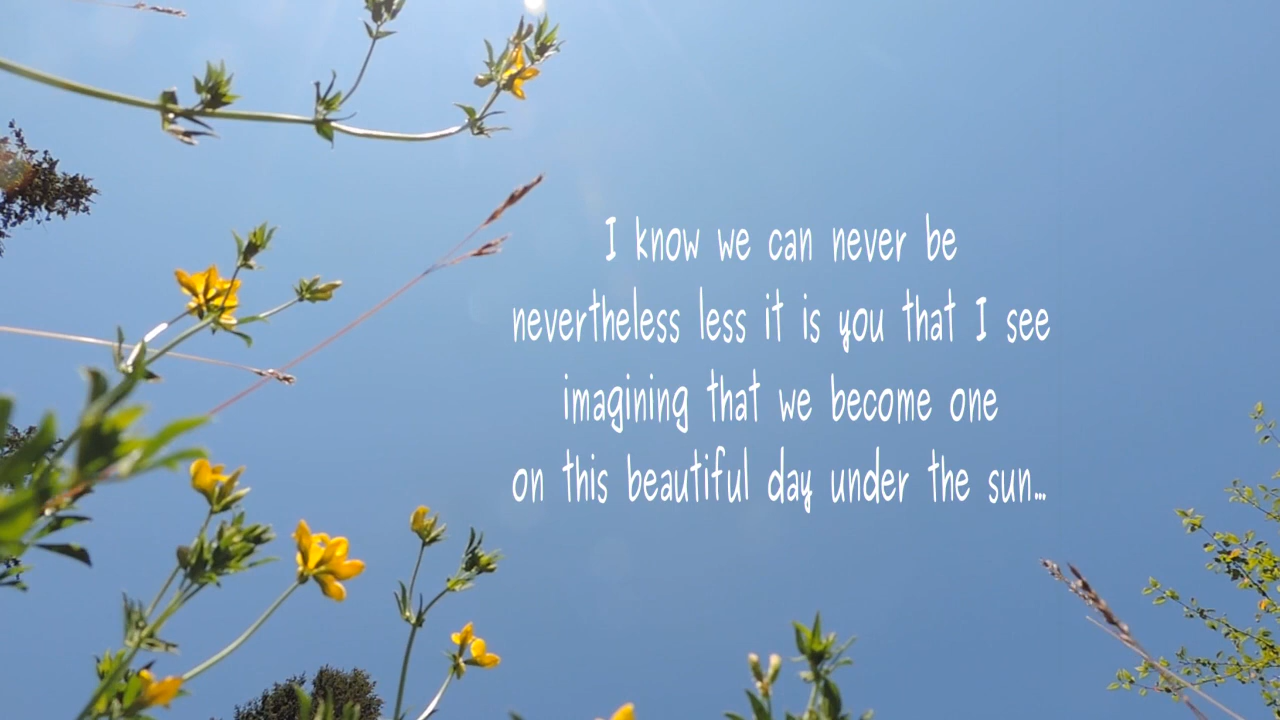 I know we can never be
nevertheless less it is you that I see
imagining that we become one
on this beautiful day under the sun...